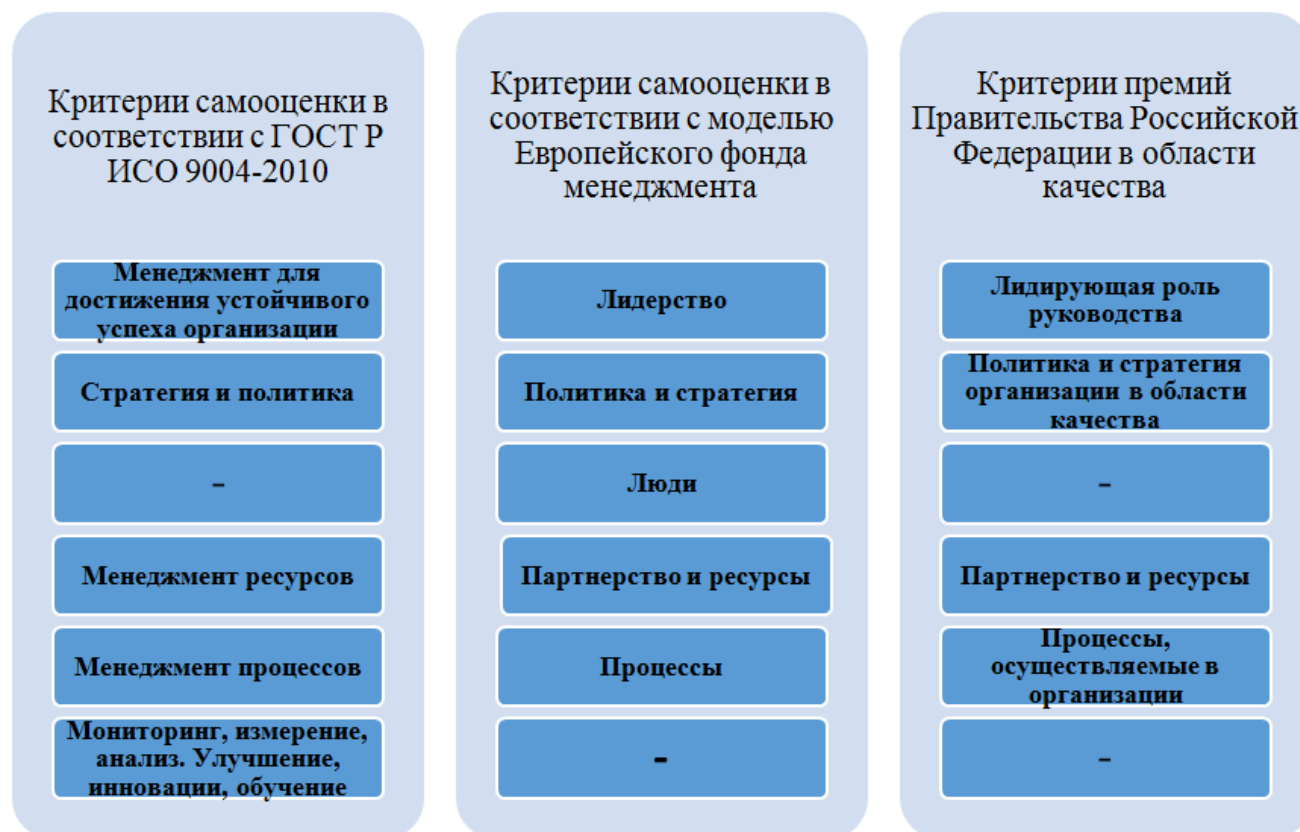 Критерии самооценки в
соответствии с ГОСТ Р
ИСО 9004-2010
Менеджмент для
достижения устойчивого
успеха организации
Стратегия и политика
–
Менеджмент ресурсов
Менеджмент процессов
Мониторинг, измерение,
анализ. Улучшение,
инновации, обучение
Критерии самооценки в
соответствии с моделью
Европейского фонда
менеджмента
Лидерство
Политика и стратегия
Люди
Партнерство и ресурсы
Процессы
-
Критерии премий
Правительства Российской
Федерации в области
качества
Лидирующая роль
руководства
Политика и стратегия
организации в области
качества
–
Партнерство и ресурсы
Процессы,
осуществляемые в
организации
–